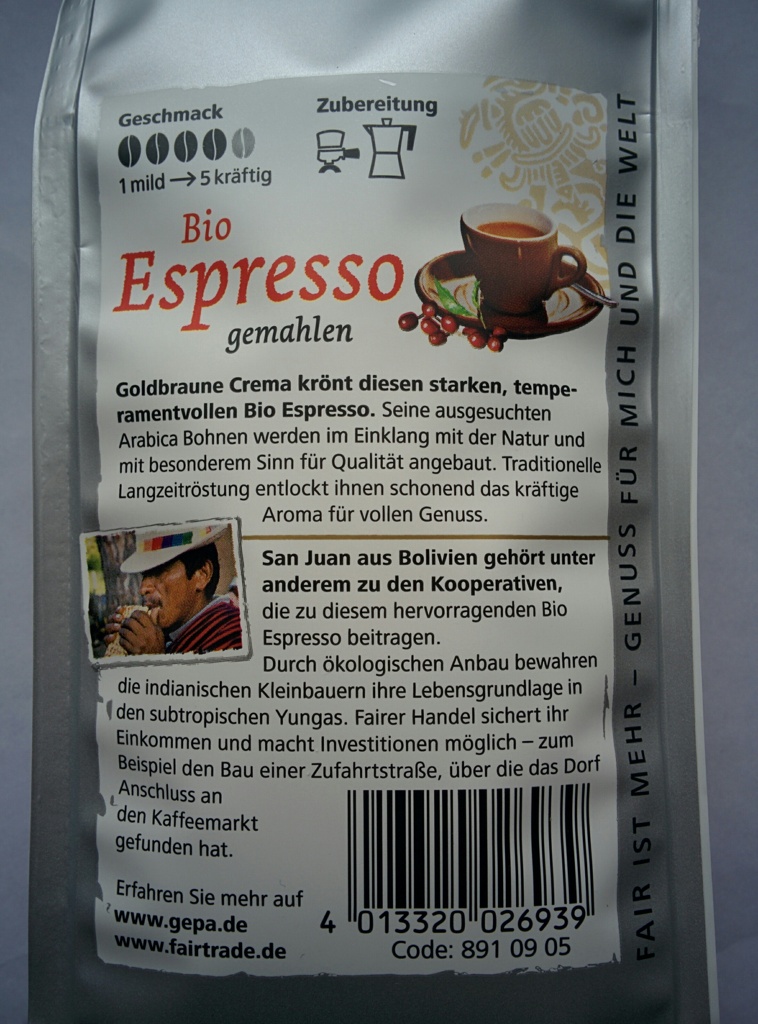 Geschmack
1 mild → 5 kräftig
Zubereitung
Bio
Espresso
gemahlen
Goldbraune Crema krönt diesen starken, tempe-
ramentvollen Bio Espresso. Seine ausgesuchten
Arabica Bohnen werden im Einklang mit der Natur und
mit besonderem Sinn für Qualität angebaut. Traditionelle
Langzeitröstung entlockt ihnen schonend das kräftige
Aroma für vollen Genuss.
San Juan aus Bolivien gehört unter
anderem zu den Kooperativen,
die zu diesem hervorragenden Bio
Espresso beitragen.
Durch ökologischen Anbau bewahren
die indianischen Kleinbauern ihre Lebensgrundlage in
den subtropischen Yungas. Fairer Handel sichert ihr
Einkommen und macht Investitionen möglich – zum
Beispiel den Bau einer Zufahrtstraße, über die das Dorf
Anschluss an
den Kaffeemarkt
gefunden hat.
Erfahren Sie mehr auf
www.gepa.de
www.fairtrade.de
4 013320 026939
Code: 891 09 05
FAIR IST MEHR – GENUSS FÜR MICH UND DIE WELT